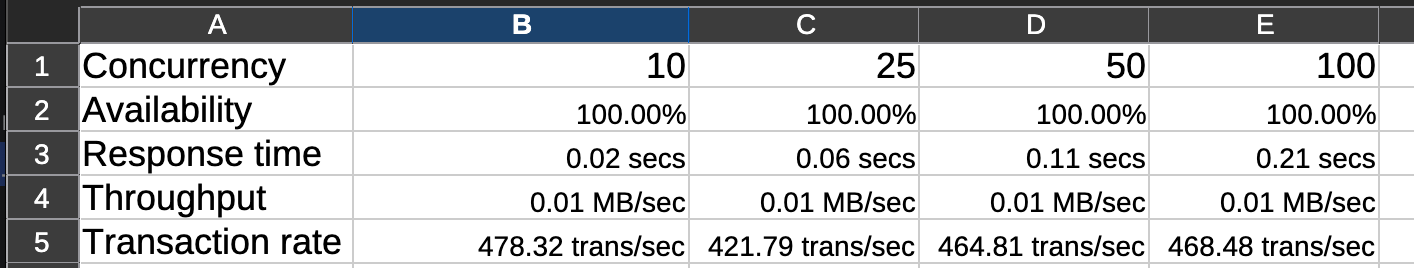 A B C D E
1 Concurrency 10 25 50 100
2 Availability 100.00% 100.00% 100.00% 100.00%
3 Response time 0.02 secs 0.06 secs 0.11 secs 0.21 secs
4 Throughput 0.01 MB/sec 0.01 MB/sec 0.01 MB/sec 0.01 MB/sec
5 Transaction rate 478.32 trans/sec 421.79 trans/sec 464.81 trans/sec 468.48 trans/sec